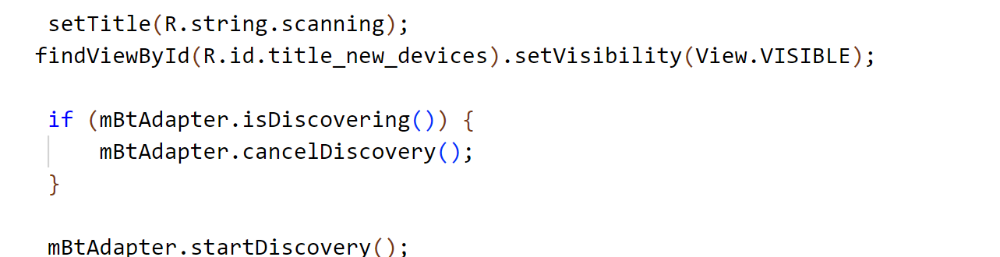 setTitle(R.string.scanning);
findViewById(R.id.title_new_devices).setVisibility(View.VISIBLE);
if (mBtAdapter.isDiscovering()) {
mBtAdapter.cancelDiscovery();
}
mBtAdapter.startDiscovery();